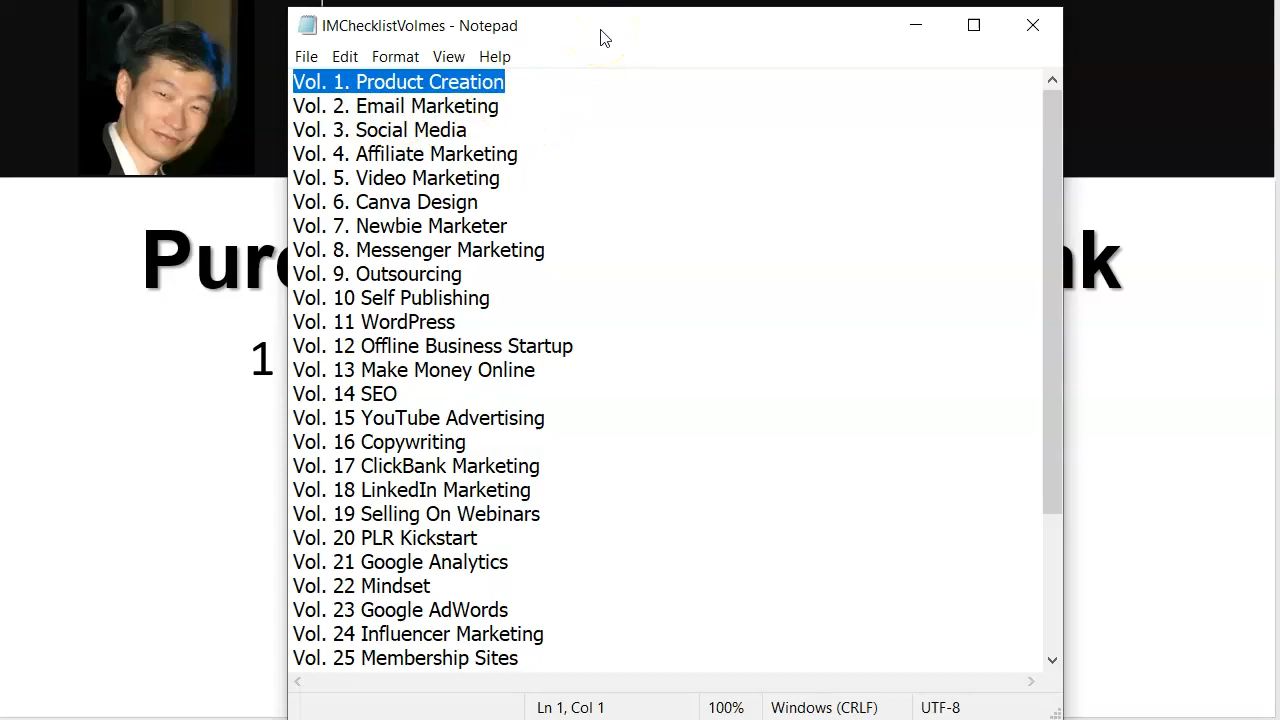 IMChecklistVolmes - Notepad
File Edit Format View Help
Vol. 1. Product Creation
Vol. 2. Email Marketing
Vol. 3. Social Media
Vol. 4. Affiliate Marketing
Vol. 5. Video Marketing
Vol. 6. Canva Design
Vol. 7. Newbie Marketer
Vol. 8. Messenger Marketing
Vol. 9. Outsourcing
Vol. 10 Self Publishing
Vol. 11 WordPress
Vol. 12 Offline Business Startup
Vol. 13 Make Money Online
Vol. 14 SEO
Vol. 15 YouTube Advertising
Vol. 16 Copywriting
Vol. 17 ClickBank Marketing
Vol. 18 LinkedIn Marketing
Vol. 19 Selling On Webinars
Vol. 20 PLR Kickstart
Vol. 21 Google Analytics
Vol. 22 Mindset
Vol. 23 Google AdWords
Vol. 24 Influencer Marketing
Vol. 25 Membership Sites
1
Ln 1, Col 1 100% Windows (CRLF) UTF-8